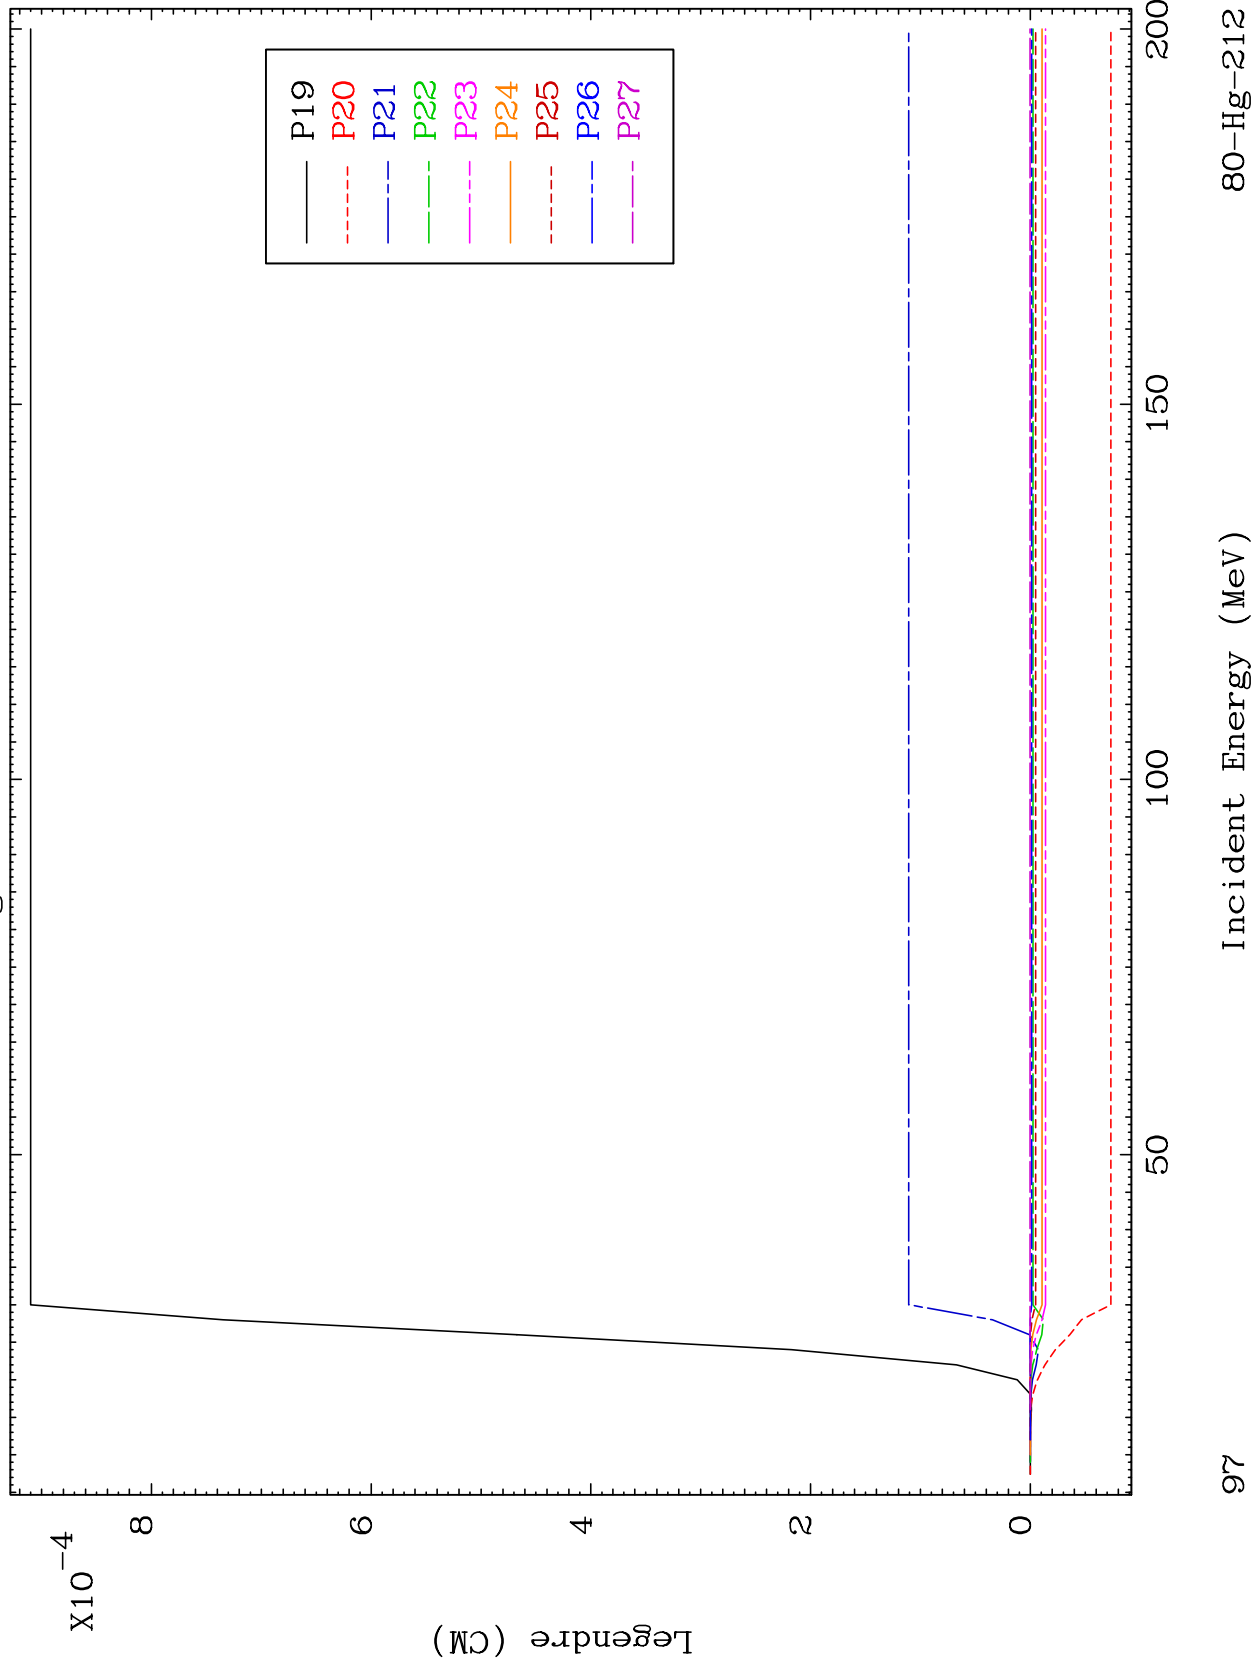 X10-4
8
6
4
2
0
Legendre (CM)
P19
P20
P21
P22
P23
P24
P25
P26
P27
50
100
150
200
Incident Energy (MeV)
97
80-Hg-212